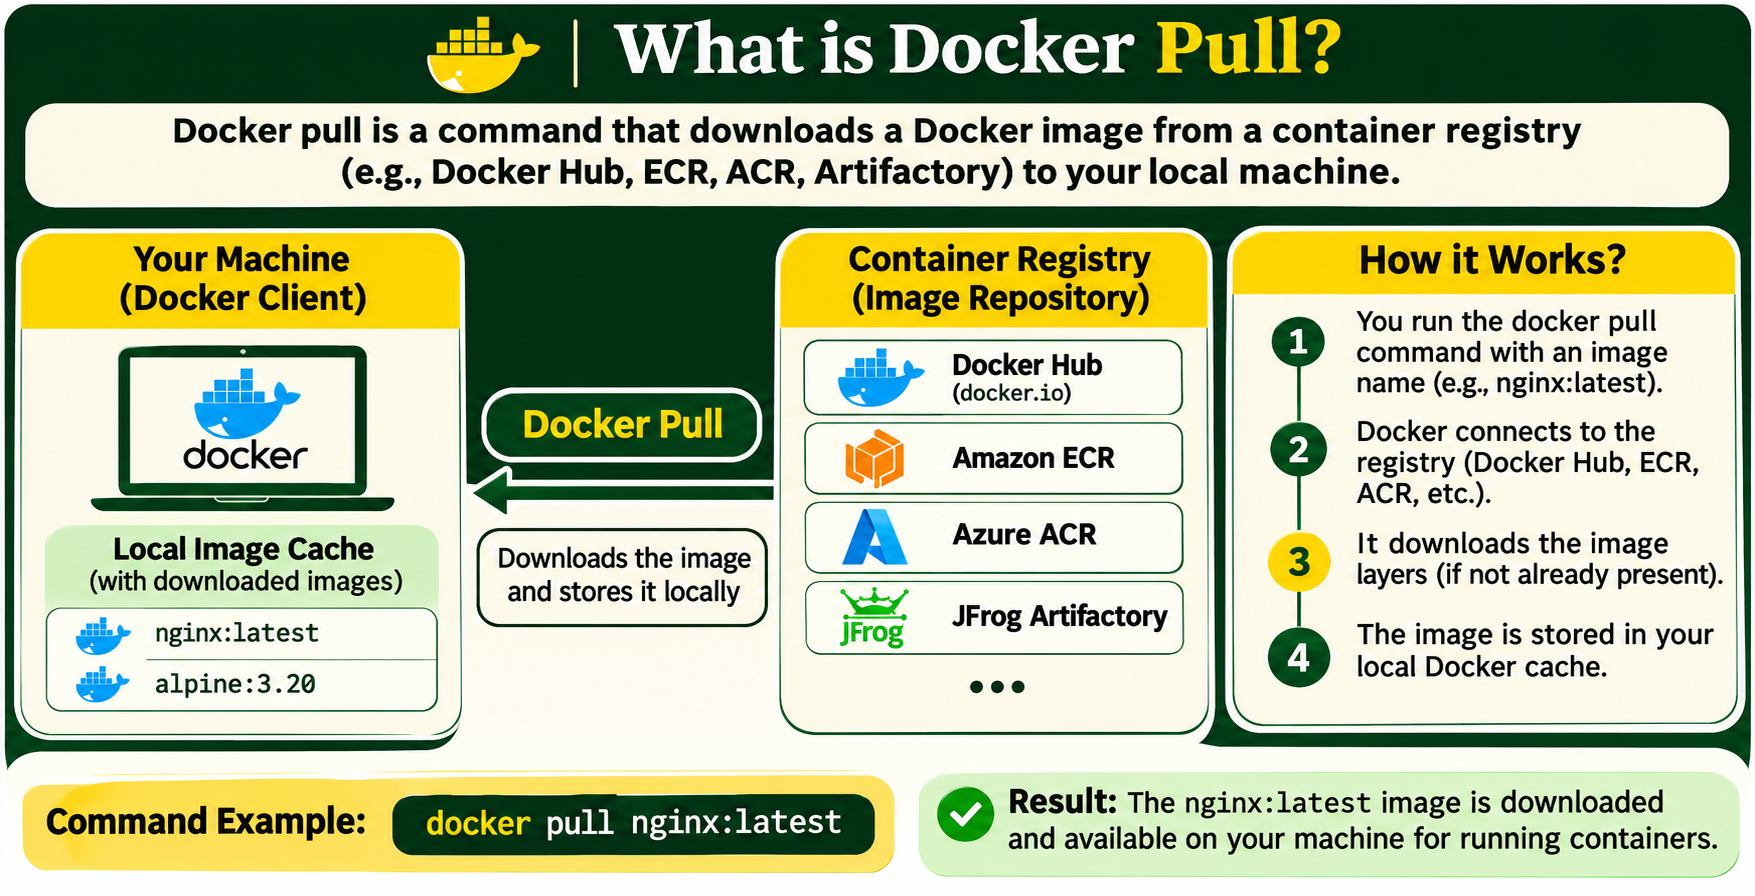 What is Docker Pull?
Docker pull is a command that downloads a Docker image from a container registry
(e.g., Docker Hub, ECR, ACR, Artifactory) to your local machine.
Your Machine
(Docker Client)
docker
Local Image Cache
(with downloaded images)
nginx:latest
alpine:3.20
Docker Pull
Downloads the image
and stores it locally
Container Registry
(Image Repository)
Docker Hub
(docker.io)
Amazon ECR
Azure ACR
JFrog
JFrog Artifactory
•••
How it Works?
1
You run the docker pull
command with an image
name (e.g., nginx:latest).
2
Docker connects to the
registry (Docker Hub, ECR,
ACR, etc.).
3
It downloads the image
layers (if not already present).
4
The image is stored in your
local Docker cache.
Command Example:
docker pull nginx:latest
Result: The nginx:latest image is downloaded
and available on your machine for running containers.